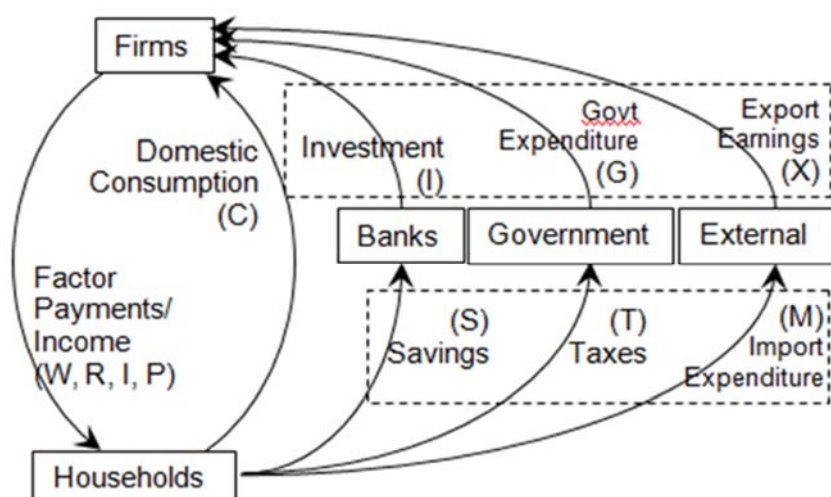 Firms
Domestic
Consumption
(C)
Factor
Payments/
Income
(W, R, I, P)
Households
Investment
(I)
Govt
Expenditure
(G)
Export
Earnings
(X)
Banks
Government
External
(S)
Savings
(T)
Taxes
(M)
Import
Expenditure